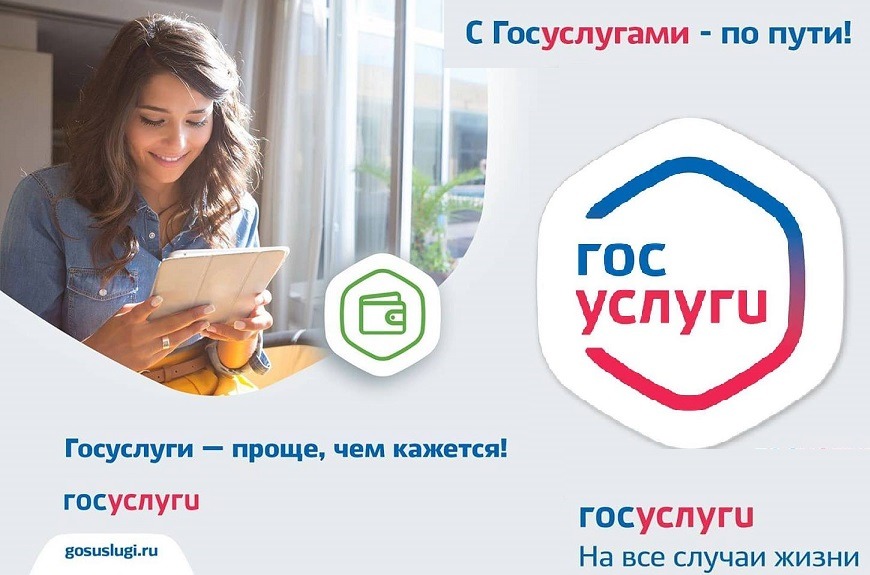 С Госуслугами - по пути!
гос
услуги
Госуслуги — проще, чем кажется!
госуслуги
gosuslugi.ru
госуслуги
На все случаи жизни